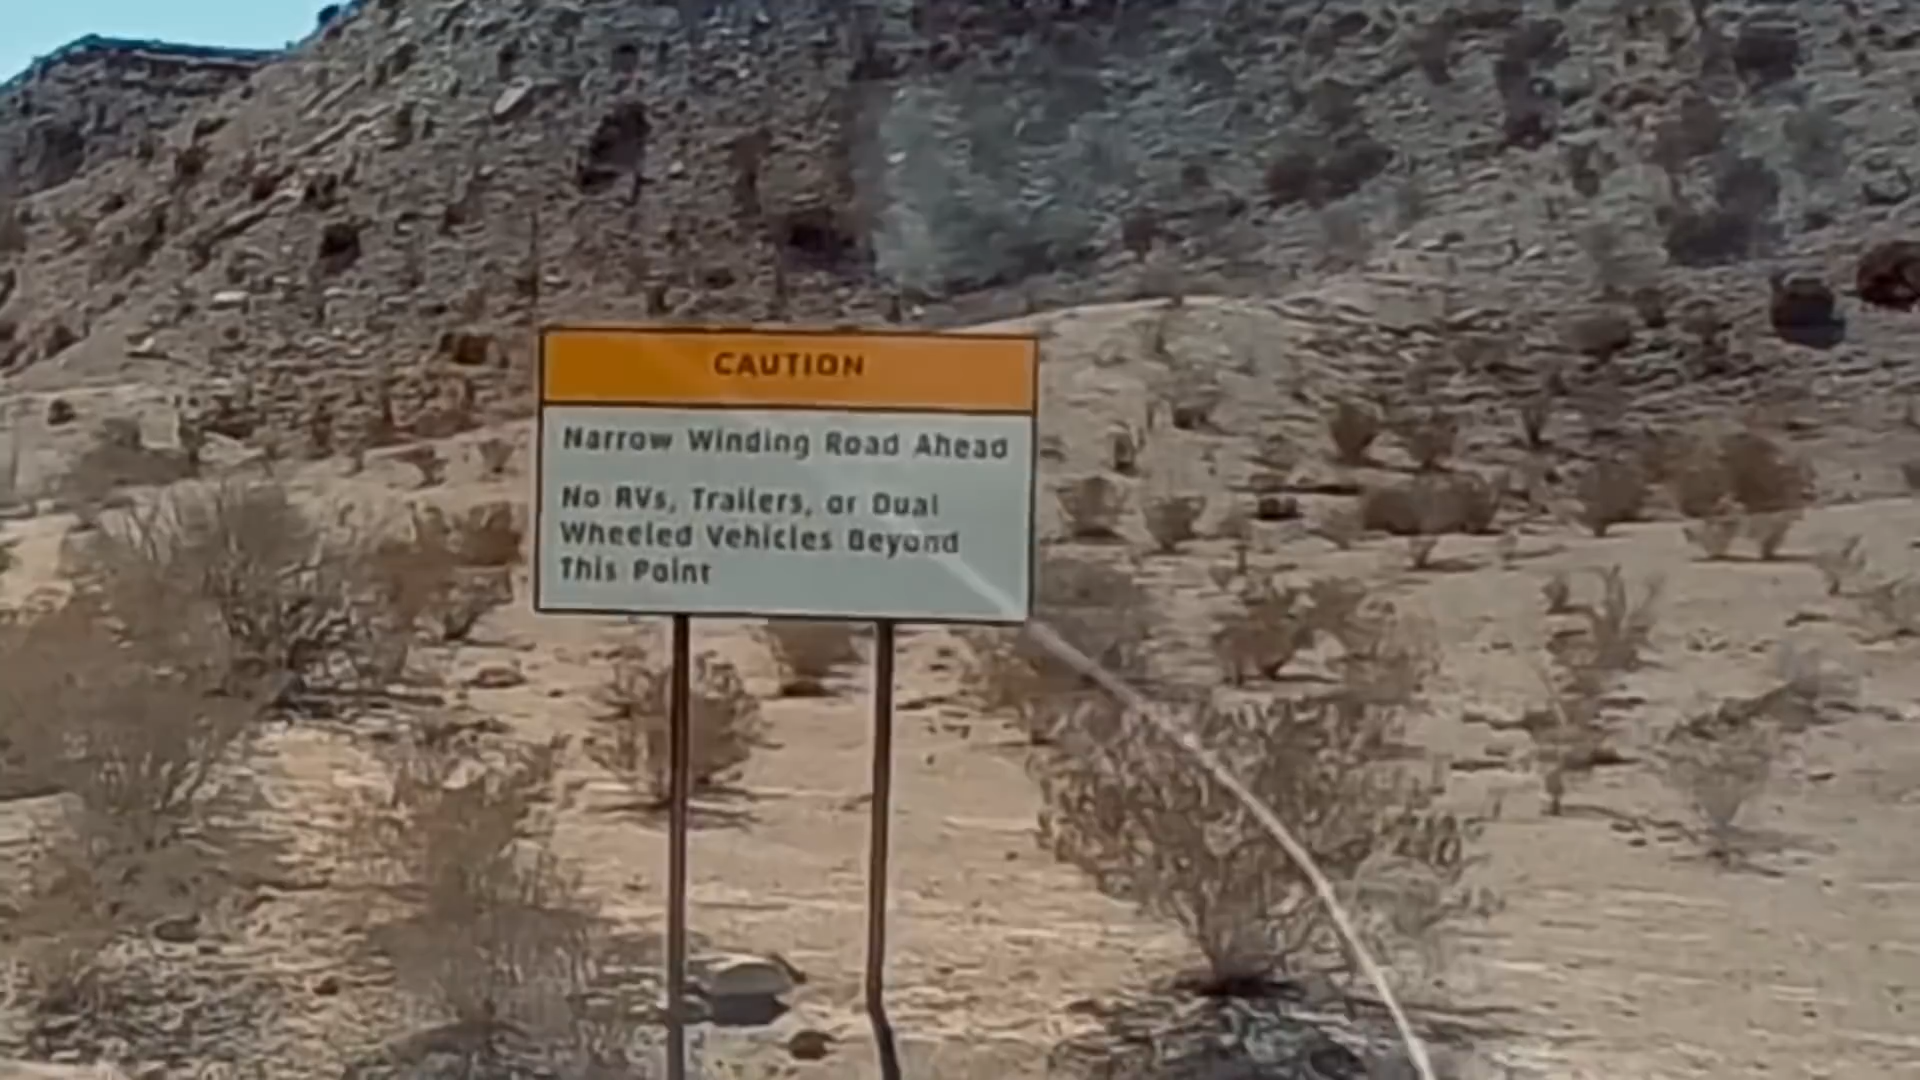 CAUTION
Narrow Winding Road Ahead
No RVs, Trailers, or Dual
Wheeled Vehicles Beyond
This Point